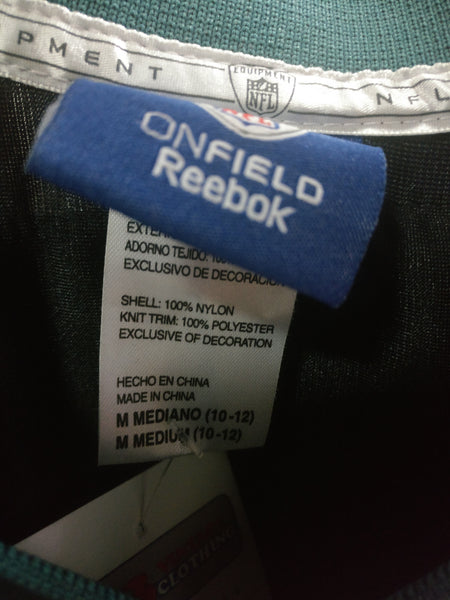 PMENT
EQUIPMENT
NFL
NFL
ONFIELD
Reebok
ADORNO TEJIDO:
EXCLUSIVO DE DECORACIÓN
SHELL: 100% NYLON
KNIT TRIM: 100% POLYESTER
EXCLUSIVE OF DECORATION
HECHO EN CHINA
MADE IN CHINA
M MEDIANO (10-12)
M MEDIUM (10-12)
CLOTHING